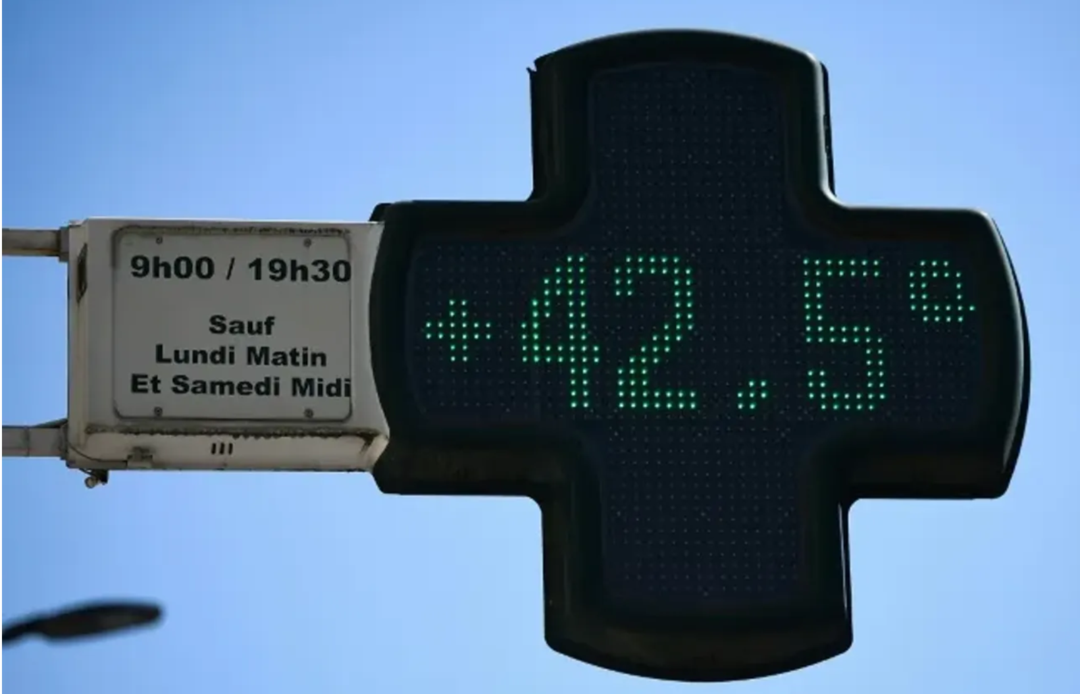 9h00 / 19h30
Sauf
Lundi Matin
Et Samedi Midi
+42.5°